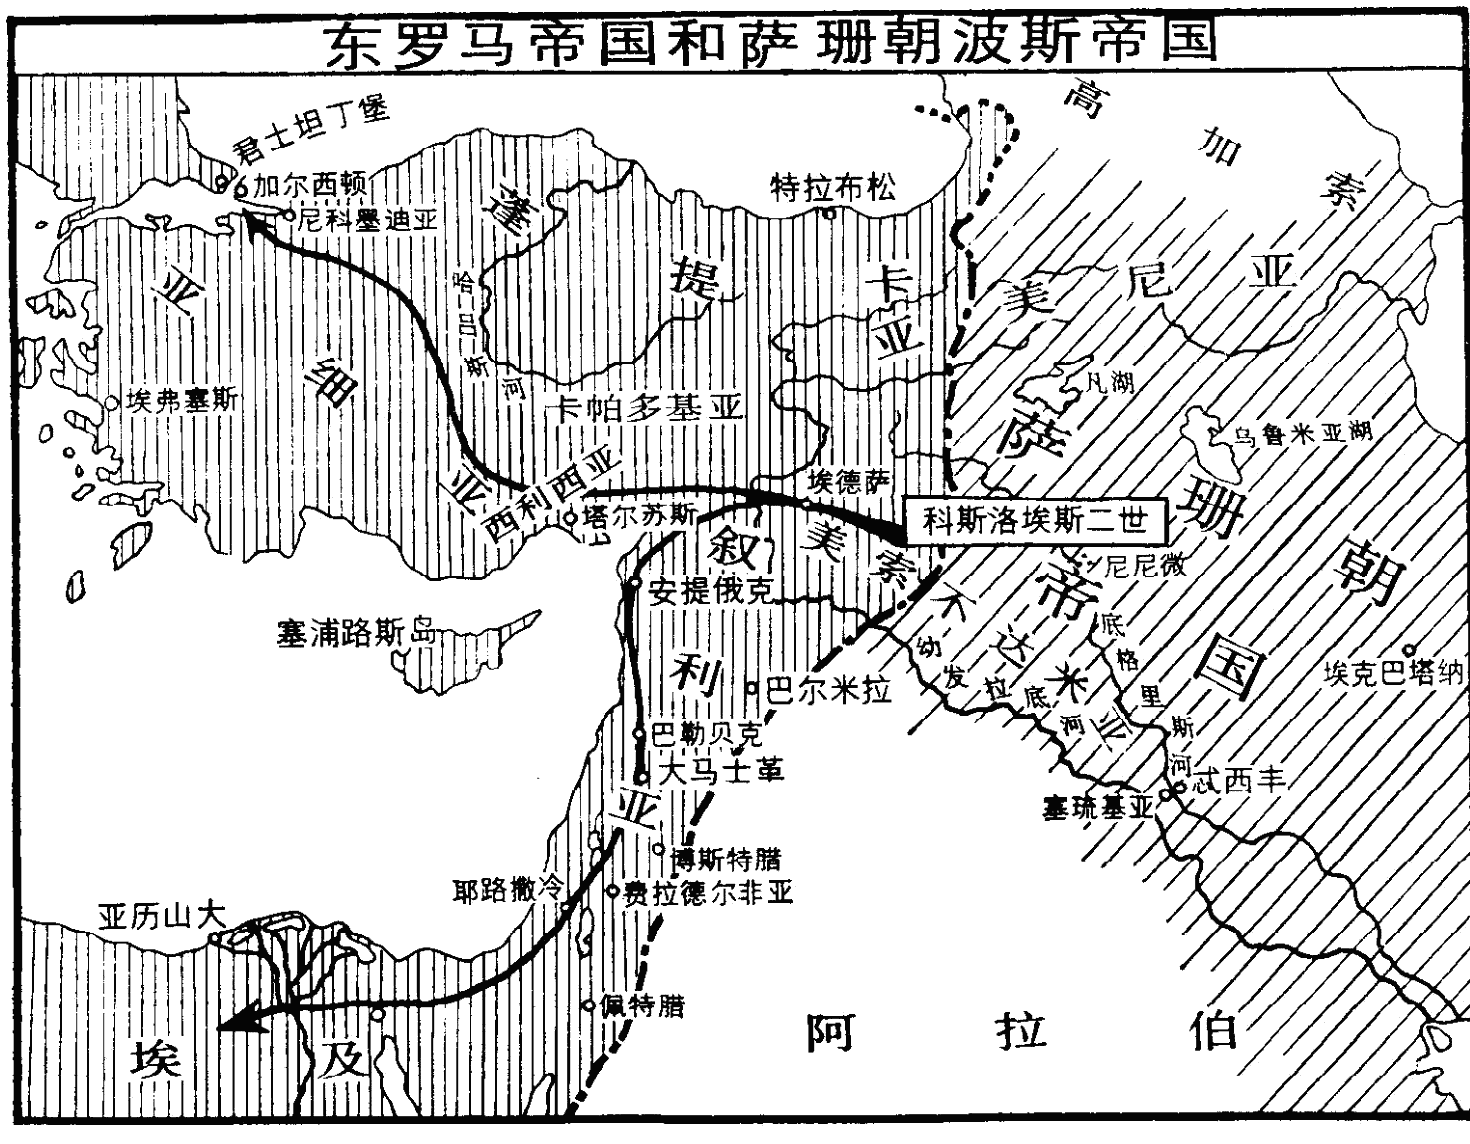 东罗马帝国和萨珊朝波斯帝国
高加索
君士坦丁堡
加尔西顿
尼科墨迪亚
特拉布松
蓬提
卡
亚美尼亚
亚细亚
哈吕斯河
凡湖
乌鲁米亚湖
埃弗塞斯
卡帕多基亚
西利西亚
塔尔苏斯
埃德萨
科斯洛埃斯二世
萨珊朝帝国
美索不达米亚
尼尼微
叙利亚
安提俄克
塞浦路斯岛
幼发拉底河
底格里斯河
埃克巴塔纳
巴尔米拉
巴勒贝克
大马士革
忒西丰
塞琉基亚
博斯特腊
费拉德尔非亚
耶路撒冷
亚历山大
佩特腊
埃及
阿拉伯